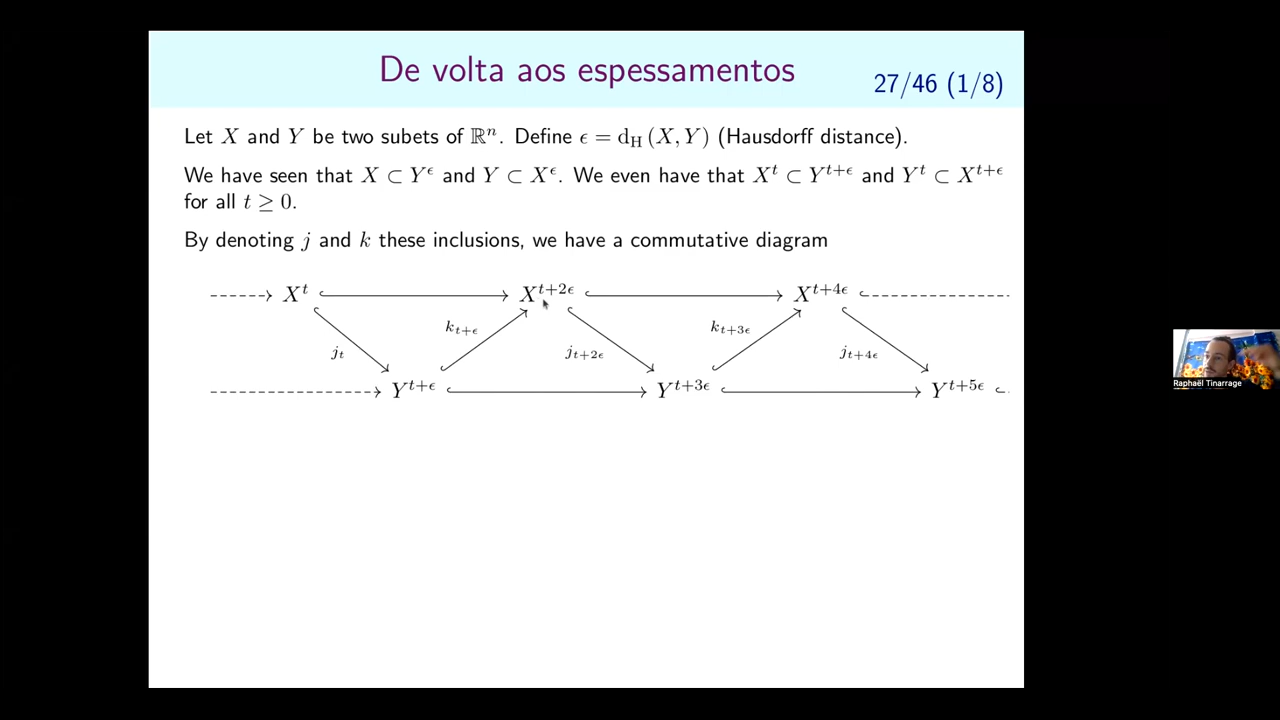 De volta aos espessamentos
27/46 (1/8)
Let X and Y be two subets of ℝⁿ. Define ϵ = d_H (X, Y) (Hausdorff distance).
We have seen that X ⊂ Y^ϵ and Y ⊂ X^ϵ. We even have that X^t ⊂ Y^{t+ϵ} and Y^t ⊂ X^{t+ϵ}
for all t ≥ 0.
By denoting j and k these inclusions, we have a commutative diagram
X^t X^{t+2ϵ} X^{t+4ϵ}
j_t k_{t+ϵ} j_{t+2ϵ} k_{t+3ϵ} j_{t+4ϵ}
Y^{t+ϵ} Y^{t+3ϵ} Y^{t+5ϵ}
Raphaël Tinarrage